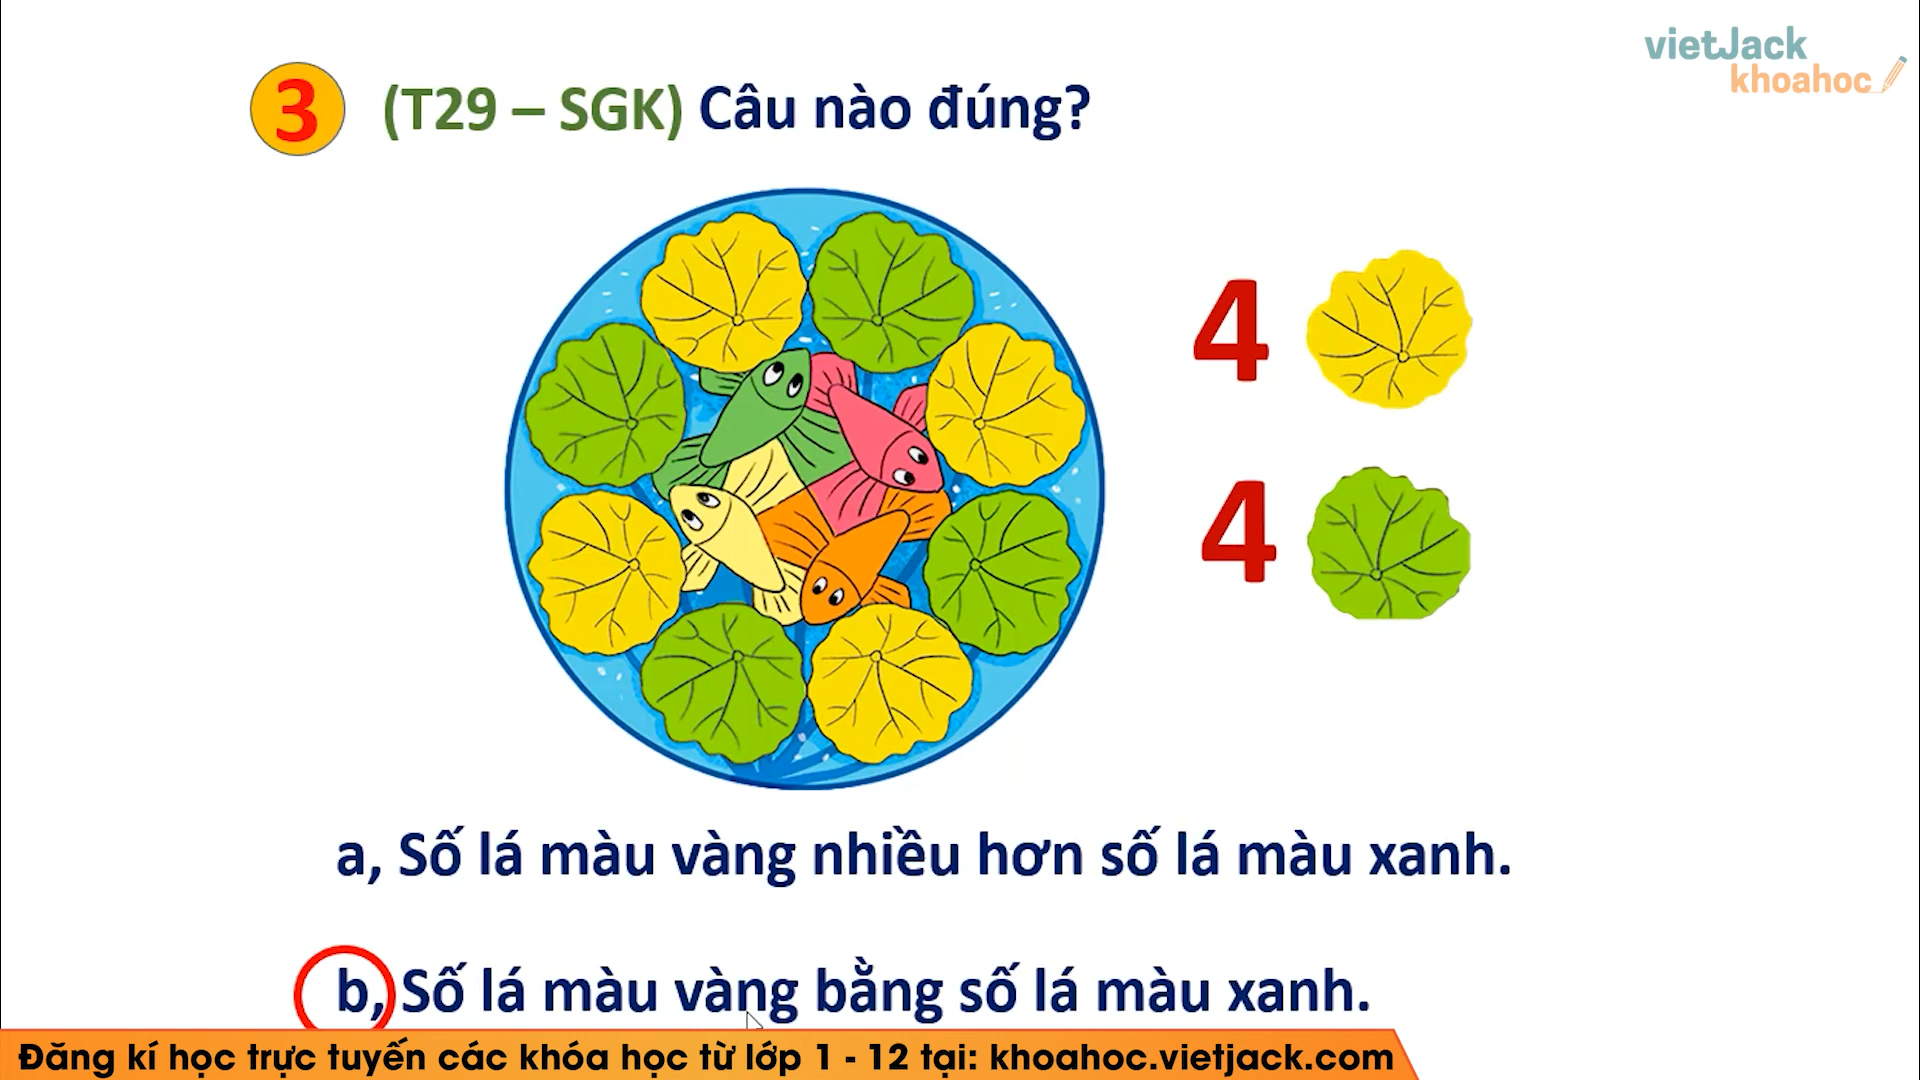 vietJack
khoahoc
3 (T29 – SGK) Câu nào đúng?
4
4
a, Số lá màu vàng nhiều hơn số lá màu xanh.
b, Số lá màu vàng bằng số lá màu xanh.
Đăng kí học trực tuyến các khóa học từ lớp 1 - 12 tại: khoahoc.vietjack.com